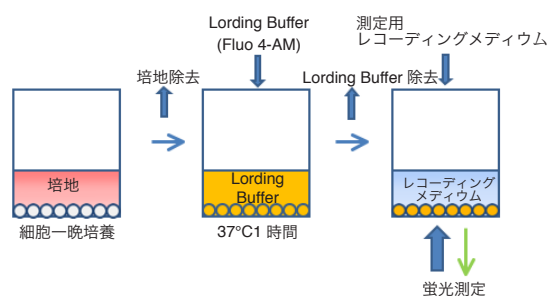 Lording Buffer
(Fluo 4-AM)
測定用
レコーディングメディウム
培地除去
Lording Buffer 除去
培地
Lording
Buffer
レコーディング
メディウム
細胞一晩培養
37°C1 時間
蛍光測定